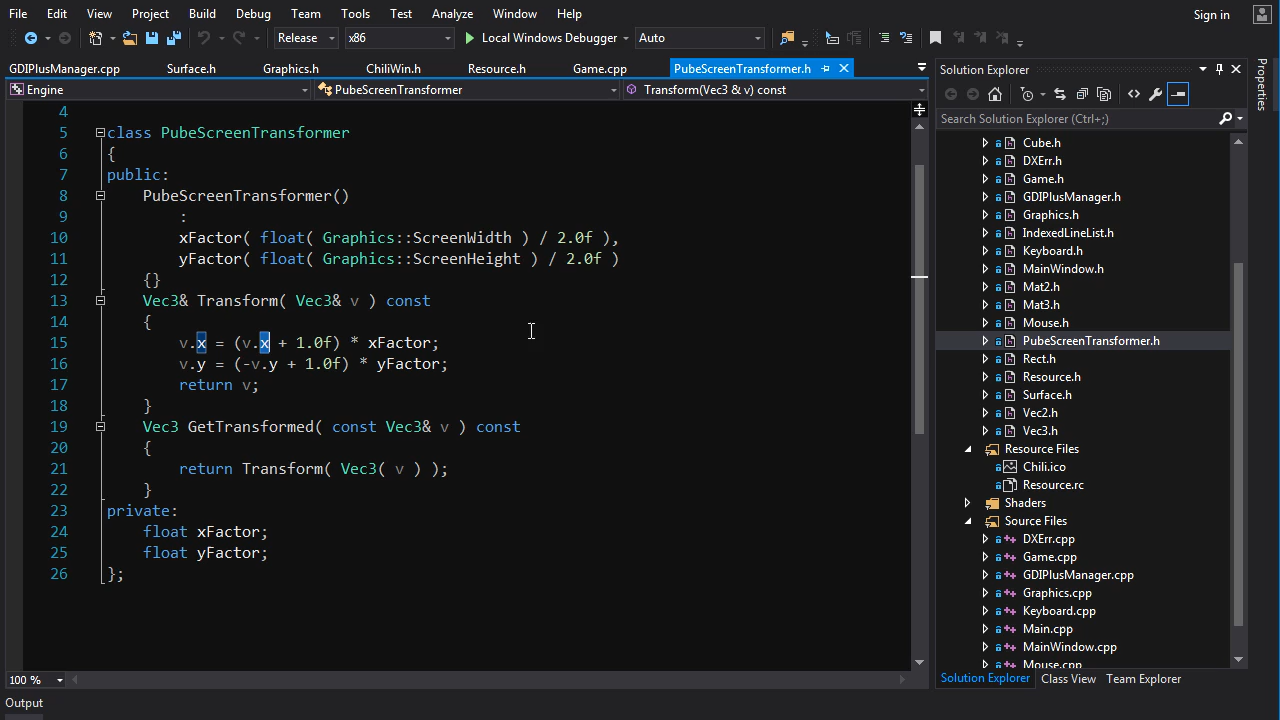 File Edit View Project Build Debug Team Tools Test Analyze Window Help Sign in
Release x86 Local Windows Debugger Auto
GDIPlusManager.cpp Surface.h Graphics.h ChiliWin.h Resource.h Game.cpp PubeScreenTransformer.h
Engine PubeScreenTransformer Transform(Vec3 & v) const
4
5 class PubeScreenTransformer
6 {
7 public:
8 PubeScreenTransformer()
9 :
10 xFactor( float( Graphics::ScreenWidth ) / 2.0f ),
11 yFactor( float( Graphics::ScreenHeight ) / 2.0f )
12 {}
13 Vec3& Transform( Vec3& v ) const
14 {
15 v.x = (v.x + 1.0f) * xFactor;
16 v.y = (-v.y + 1.0f) * yFactor;
17 return v;
18 }
19 Vec3 GetTransformed( const Vec3& v ) const
20 {
21 return Transform( Vec3( v ) );
22 }
23 private:
24 float xFactor;
25 float yFactor;
26 };
100 %
Output
Solution Explorer
Search Solution Explorer (Ctrl+;)
Cube.h
DXErr.h
Game.h
GDIPlusManager.h
Graphics.h
IndexedLineList.h
Keyboard.h
MainWindow.h
Mat2.h
Mat3.h
Mouse.h
PubeScreenTransformer.h
Rect.h
Resource.h
Surface.h
Vec2.h
Vec3.h
Resource Files
Chili.ico
Resource.rc
Shaders
Source Files
DXErr.cpp
Game.cpp
GDIPlusManager.cpp
Graphics.cpp
Keyboard.cpp
Main.cpp
MainWindow.cpp
Mouse.cpp
Solution Explorer Class View Team Explorer
Properties